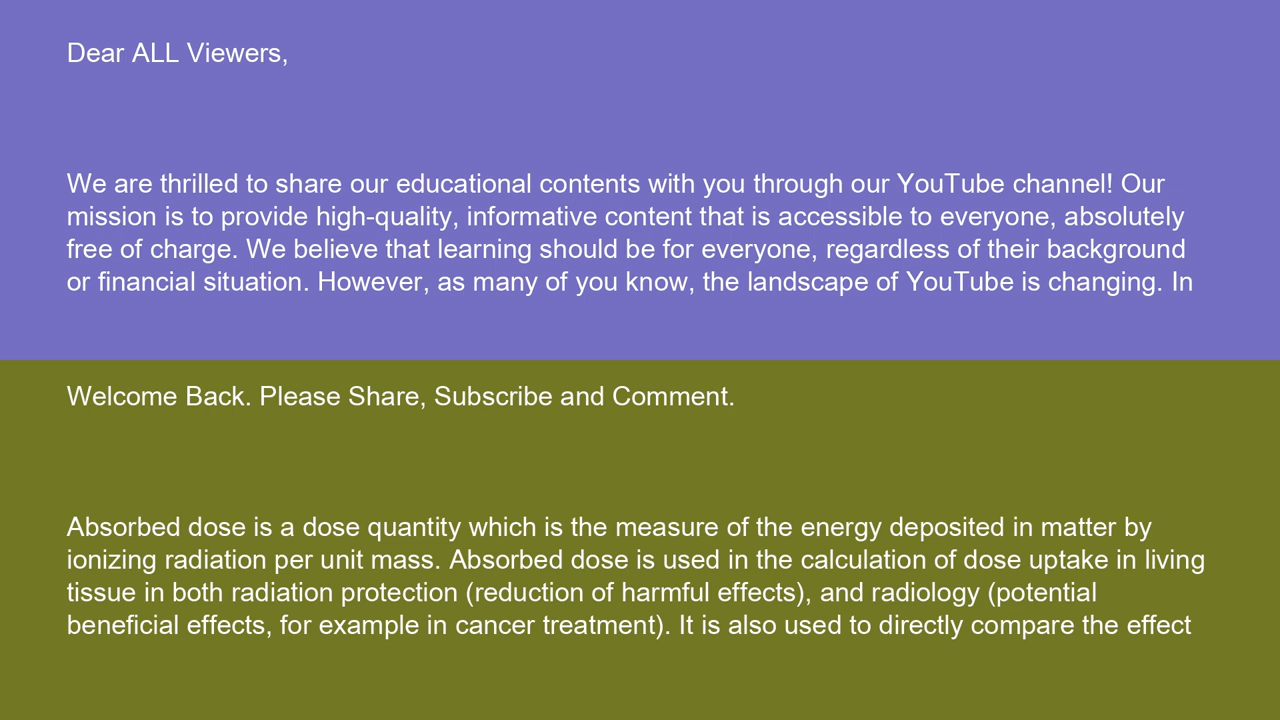 Dear ALL Viewers,
We are thrilled to share our educational contents with you through our YouTube channel! Our
mission is to provide high-quality, informative content that is accessible to everyone, absolutely
free of charge. We believe that learning should be for everyone, regardless of their background
or financial situation. However, as many of you know, the landscape of YouTube is changing. In
Welcome Back. Please Share, Subscribe and Comment.
Absorbed dose is a dose quantity which is the measure of the energy deposited in matter by
ionizing radiation per unit mass. Absorbed dose is used in the calculation of dose uptake in living
tissue in both radiation protection (reduction of harmful effects), and radiology (potential
beneficial effects, for example in cancer treatment). It is also used to directly compare the effect